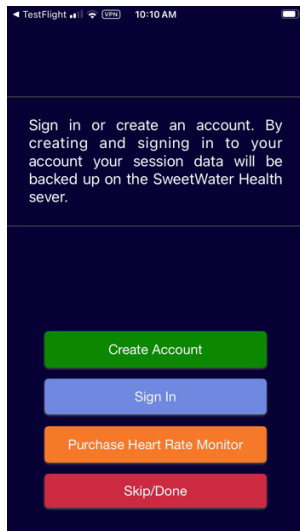 ◀ TestFlight VPN 10:10 AM
Sign in or create an account. By
creating and signing in to your
account your session data will be
backed up on the SweetWater Health
sever.
Create Account
Sign In
Purchase Heart Rate Monitor
Skip/Done